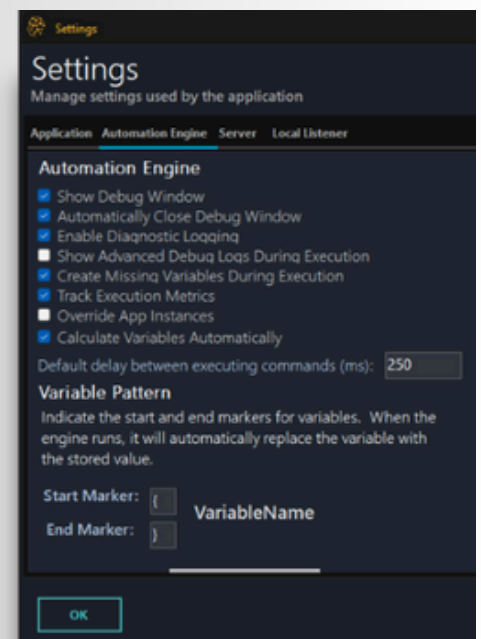 Settings
Settings
Manage settings used by the application
Application Automation Engine Server Local Listener
Automation Engine
Show Debug Window
Automatically Close Debug Window
Enable Diagnostic Logging
Show Advanced Debug Logs During Execution
Create Missing Variables During Execution
Track Execution Metrics
Override App Instances
Calculate Variables Automatically
Default delay between executing commands (ms): 250
Variable Pattern
Indicate the start and end markers for variables. When the
engine runs, it will automatically replace the variable with
the stored value.
Start Marker: {
VariableName
End Marker: }
OK